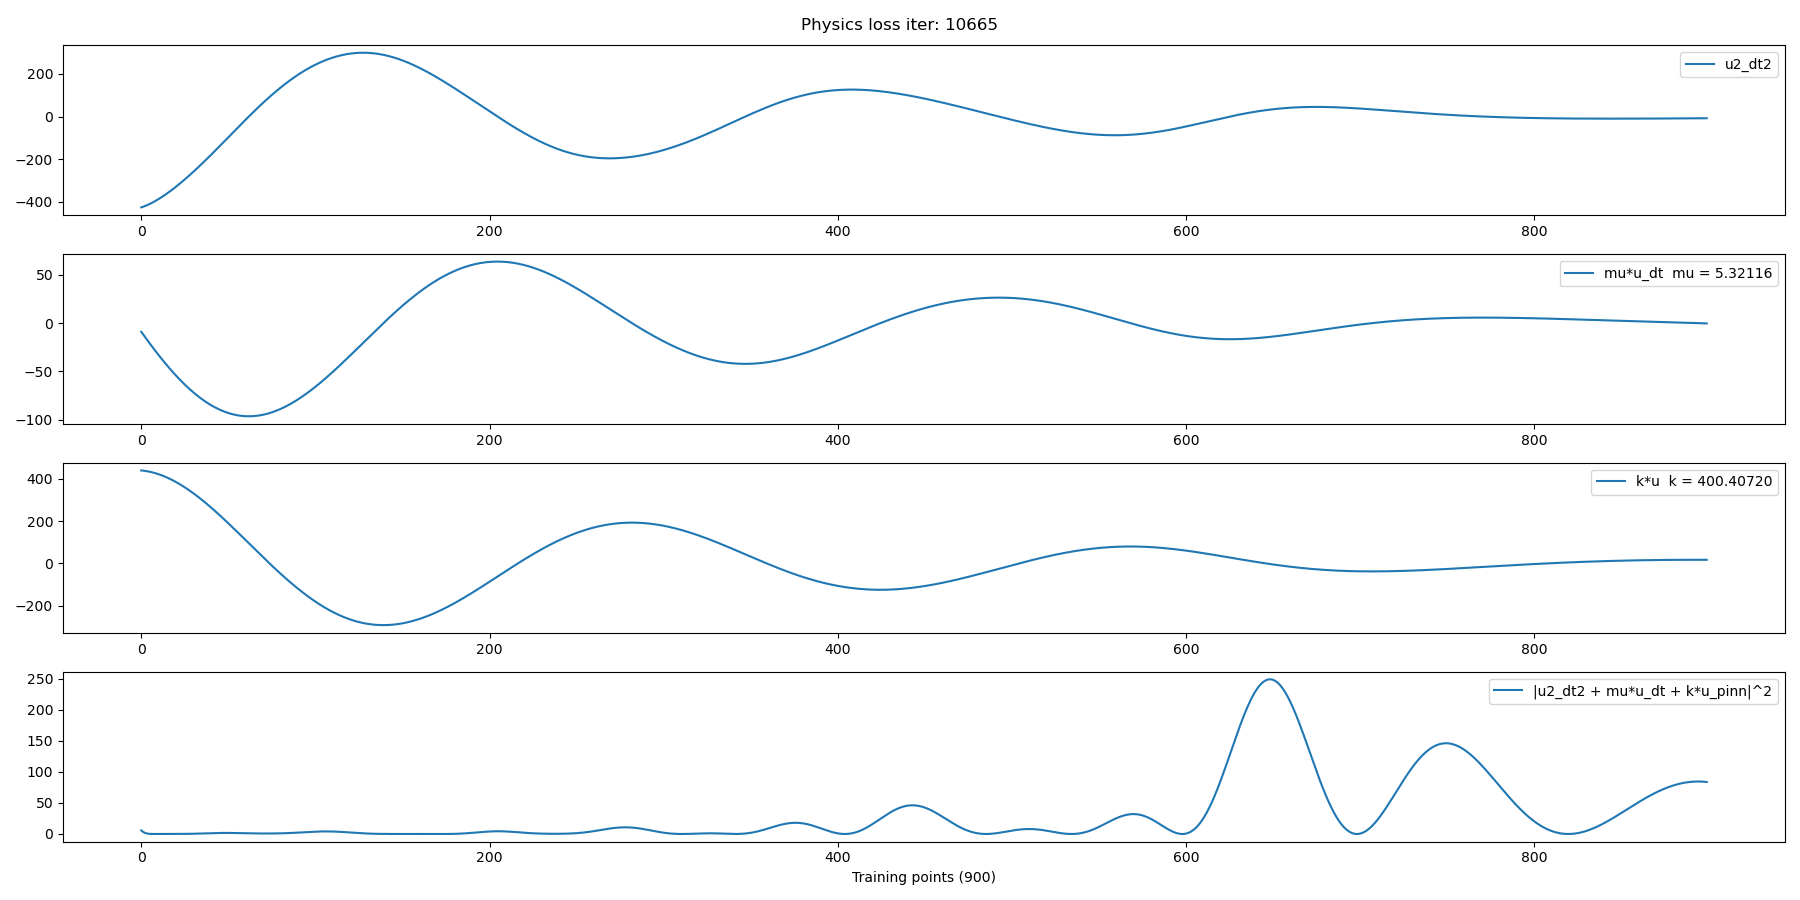 Physics loss iter: 10665
200
0
−200
−400
u2_dt2
0 200 400 600 800
50
0
−50
−100
mu*u_dt  mu = 5.32116
0 200 400 600 800
400
200
0
−200
k*u  k = 400.40720
0 200 400 600 800
250
200
150
100
50
0
|u2_dt2 + mu*u_dt + k*u_pinn|^2
0 200 400 600 800
Training points (900)